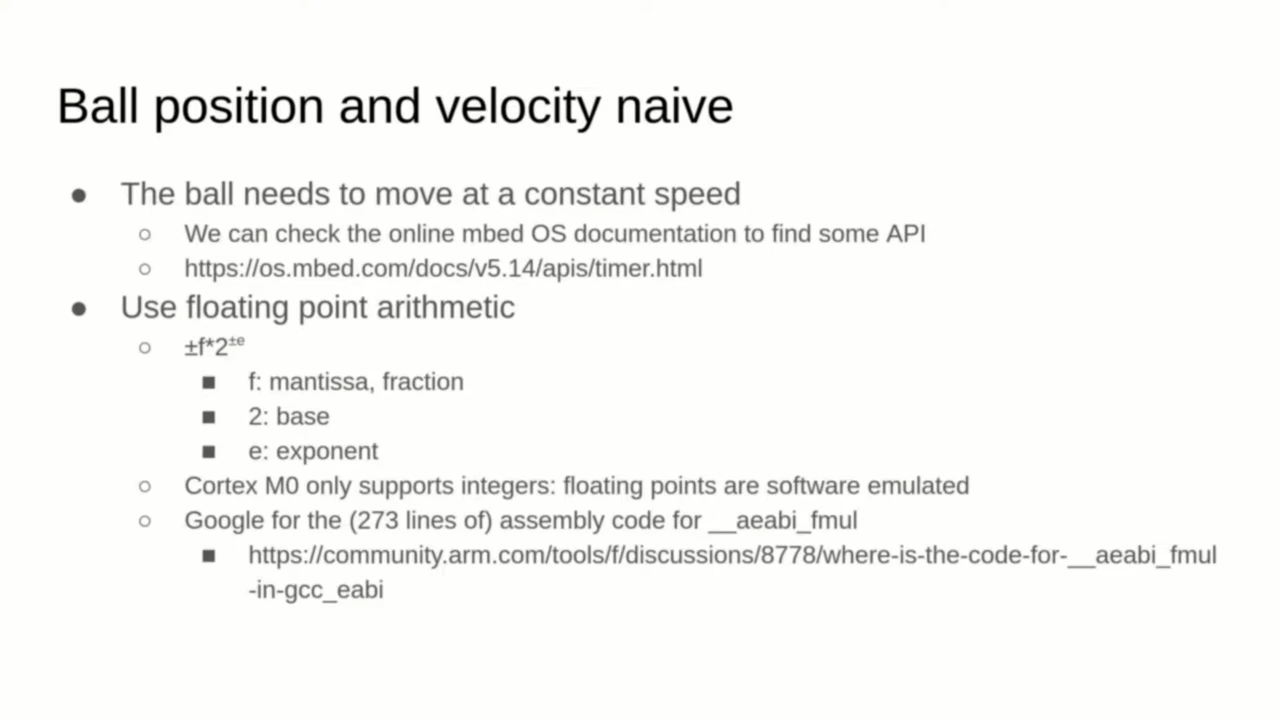 Ball position and velocity naive
● The ball needs to move at a constant speed
○ We can check the online mbed OS documentation to find some API
○ https://os.mbed.com/docs/v5.14/apis/timer.html
● Use floating point arithmetic
○ ±f*2±e
■ f: mantissa, fraction
■ 2: base
■ e: exponent
○ Cortex M0 only supports integers: floating points are software emulated
○ Google for the (273 lines of) assembly code for __aeabi_fmul
■ https://community.arm.com/tools/f/discussions/8778/where-is-the-code-for-__aeabi_fmul
-in-gcc_eabi